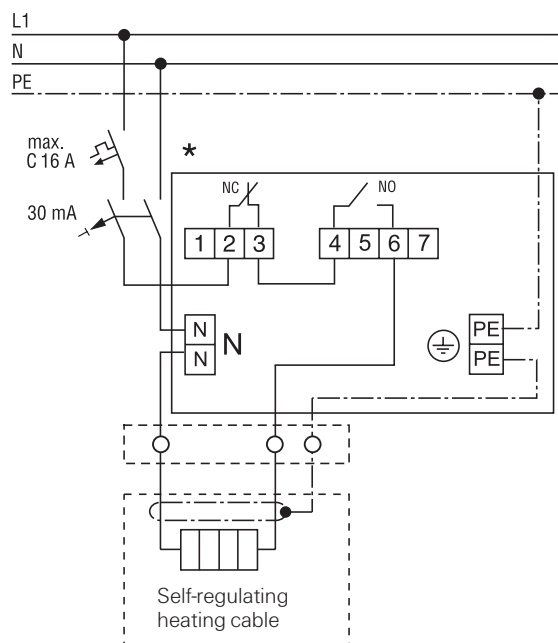 L1
N
PE
max.
C 16 A
*
NC
NO
30 mA
1 2 3
4 5 6 7
N
N
N
PE
PE
Self-regulating
heating cable